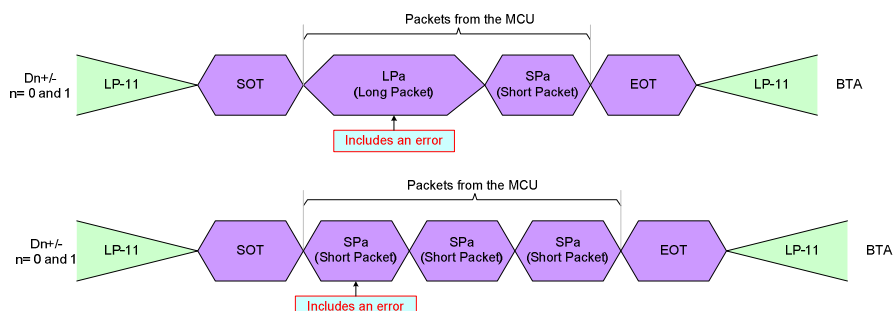 Packets from the MCU
Dn+/-
n= 0 and 1
LP-11
SOT
LPa
(Long Packet)
SPa
(Short Packet)
EOT
LP-11
BTA
Includes an error
Packets from the MCU
Dn+/-
n= 0 and 1
LP-11
SOT
SPa
(Short Packet)
SPa
(Short Packet)
SPa
(Short Packet)
EOT
LP-11
BTA
Includes an error